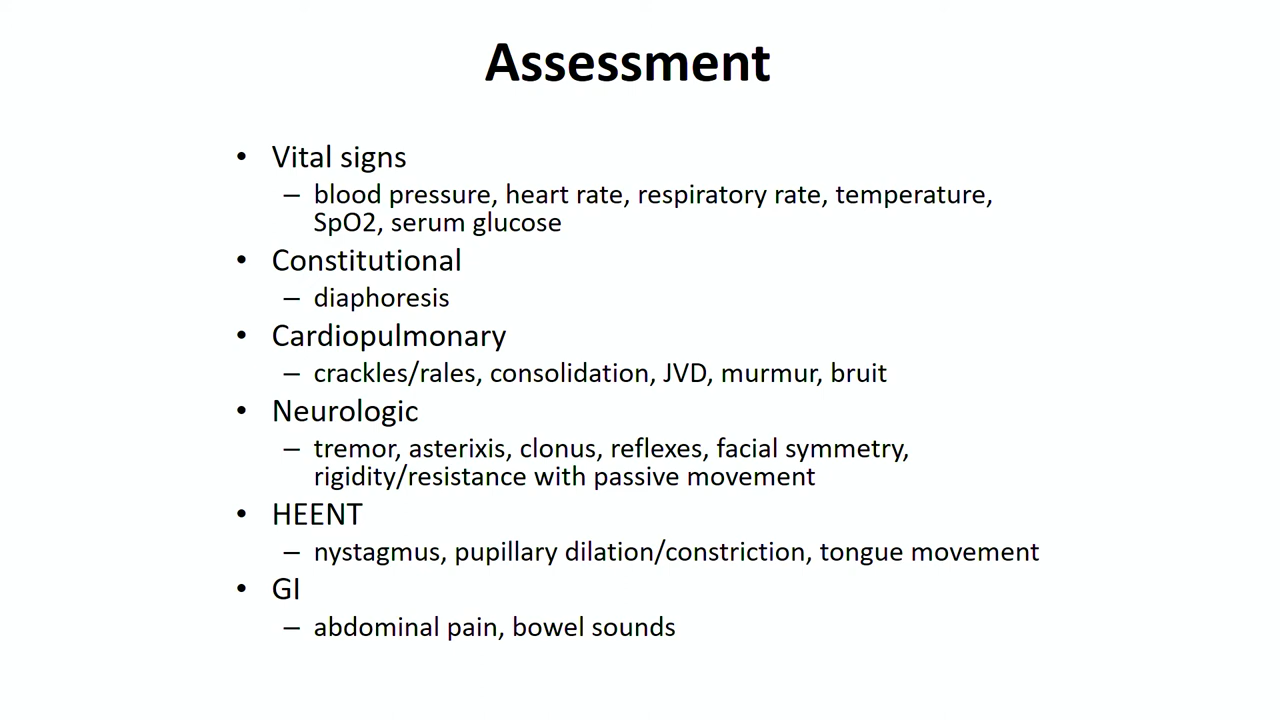 Assessment
• Vital signs
– blood pressure, heart rate, respiratory rate, temperature,
SpO2, serum glucose
• Constitutional
– diaphoresis
• Cardiopulmonary
– crackles/rales, consolidation, JVD, murmur, bruit
• Neurologic
– tremor, asterixis, clonus, reflexes, facial symmetry,
rigidity/resistance with passive movement
• HEENT
– nystagmus, pupillary dilation/constriction, tongue movement
• GI
– abdominal pain, bowel sounds